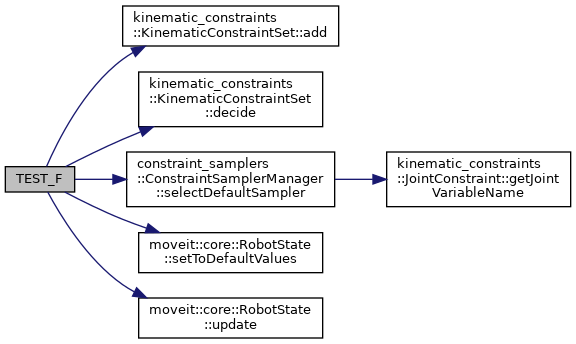 kinematic_constraints
::KinematicConstraintSet::add
kinematic_constraints
::KinematicConstraintSet
::decide
TEST_F
constraint_samplers
::ConstraintSamplerManager
::selectDefaultSampler
kinematic_constraints
::JointConstraint::getJoint
VariableName
moveit::core::RobotState
::setToDefaultValues
moveit::core::RobotState
::update